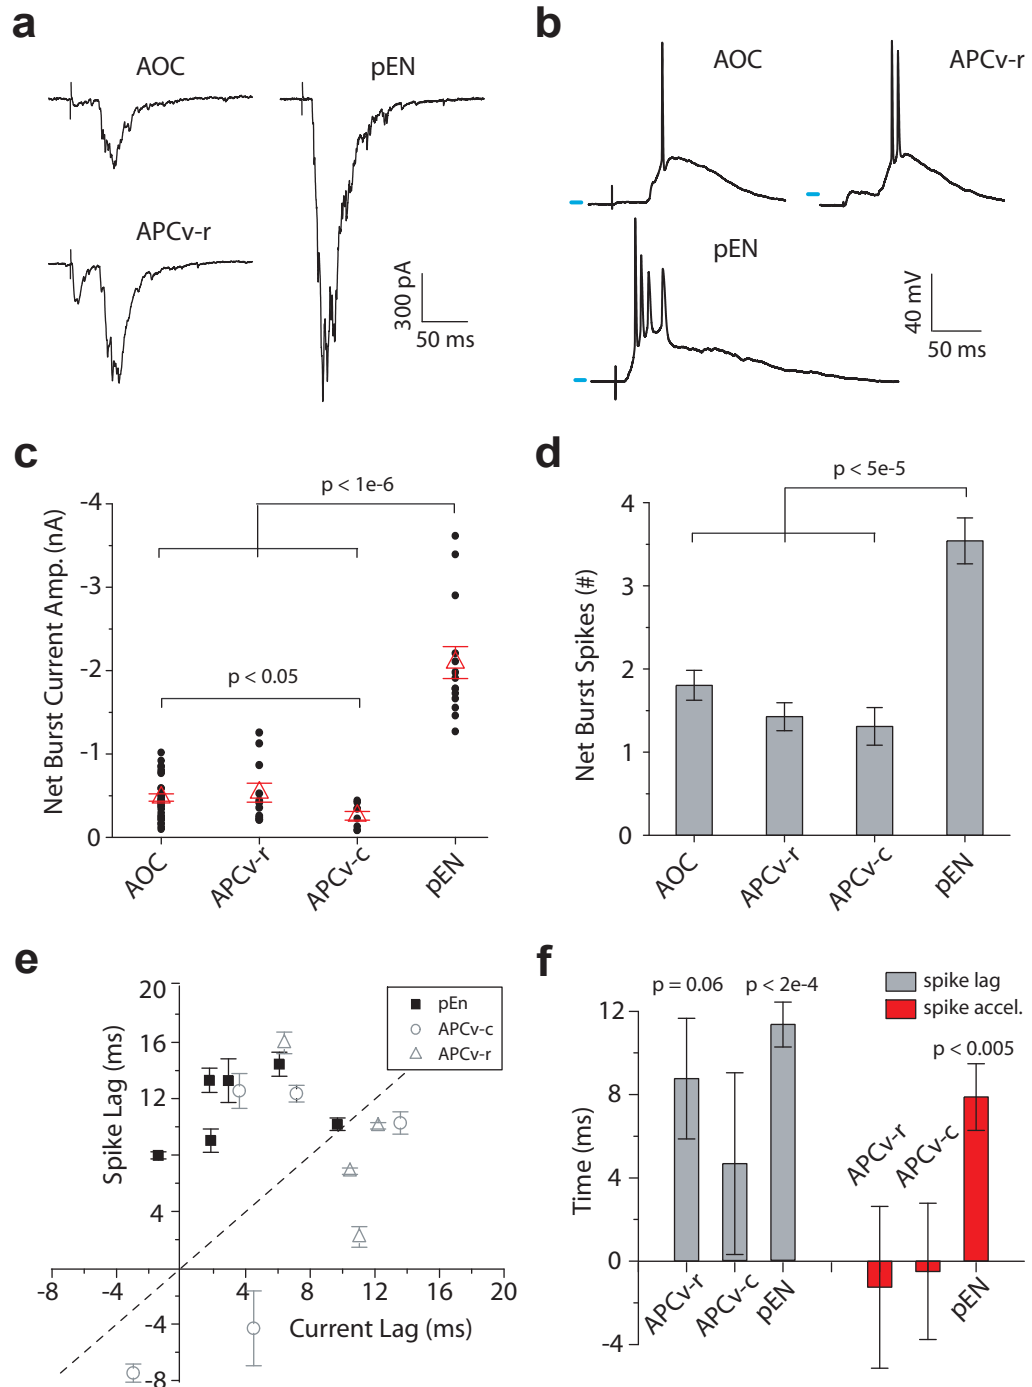 a
AOC
pEN
APCv-r
300 pA
50 ms
b
AOC
APCv-r
pEN
40 mV
50 ms
c
Net Burst Current Amp. (nA)
-4
-3
-2
-1
0
p < 1e-6
p < 0.05
AOC
APCv-r
APCv-c
pEN
d
Net Burst Spikes (#)
4
3
2
1
0
p < 5e-5
AOC
APCv-r
APCv-c
pEN
e
Spike Lag (ms)
20
16
12
8
4
-4
-8
-8
-4
4
8
12
16
20
Current Lag (ms)
pEn
APCv-c
APCv-r
f
spike lag
spike accel.
p = 0.06
p < 2e-4
p < 0.005
Time (ms)
12
8
4
0
-4
APCv-r
APCv-c
pEN
APCv-r
APCv-c
pEN